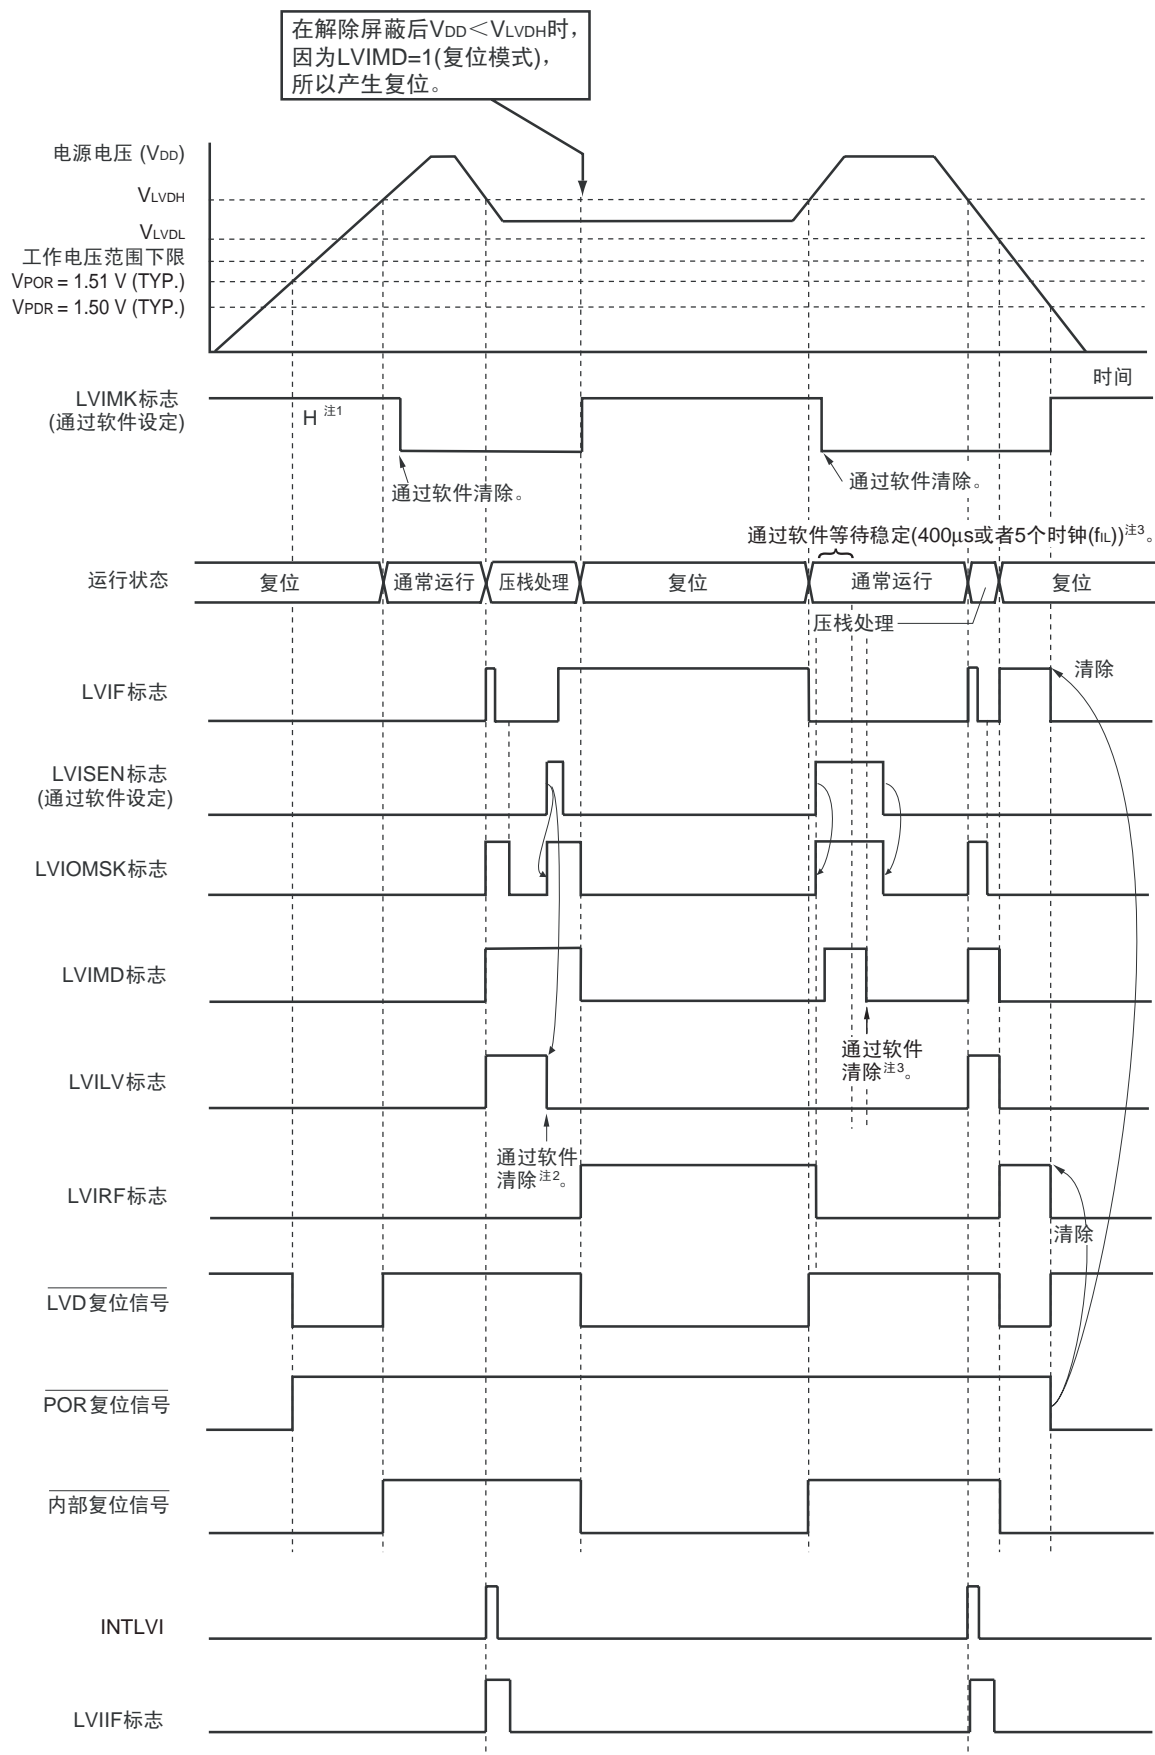 在解除屏蔽后VDD＜VLVDH时，
因为LVIMD=1(复位模式)，
所以产生复位。
电源电压 (VDD)
VLVDH
VLVDL
工作电压范围下限
VPOR = 1.51 V (TYP.)
VPDR = 1.50 V (TYP.)
时间
LVIMK标志
(通过软件设定)
H 注1
通过软件清除。
通过软件清除。
通过软件等待稳定(400μs或者5个时钟(fIL))注3。
运行状态
复位
通常运行
压栈处理
复位
通常运行
复位
压栈处理
LVIF标志
清除
LVISEN标志
(通过软件设定)
LVIOMSK标志
LVIMD标志
通过软件
清除注3。
LVILV标志
通过软件
清除注2。
LVIRF标志
清除
LVD复位信号
POR复位信号
内部复位信号
INTLVI
LVIIF标志